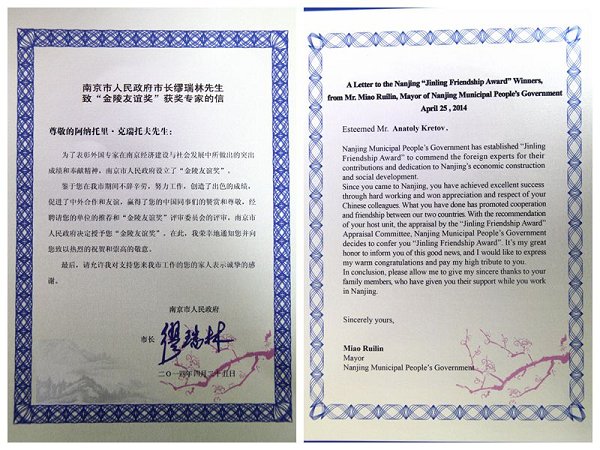 南京市人民政府市长缪瑞林先生
致“金陵友谊奖”获奖专家的信
尊敬的阿纳托里·克瑞托夫先生：
为了表彰外国专家在南京经济建设与社会发展中所做出的突出
成绩和奉献精神，南京市人民政府设立了“金陵友谊奖”。
鉴于您在我市期间不辞辛劳，努力工作，创造了出色的成绩，
促进了中外合作和友谊，赢得了您的中国同事们的赞赏和尊敬，经
聘请您的单位的推荐和“金陵友谊奖”评审委员会的评审，南京市
人民政府决定授予您“金陵友谊奖”。在此，我荣幸地通知您并向
您致以热烈的祝贺和崇高的敬意。
最后，请允许我对支持您来我市工作的您的家人表示诚挚的感
谢。
南京市人民政府
市长
缪瑞林
二〇一四年四月二十五日
A Letter to the Nanjing “Jinling Friendship Award” Winners,
from Mr. Miao Ruilin, Mayor of Nanjing Municipal People’s Government
April 25 , 2014
Esteemed Mr. Anatoly Kretov,
Nanjing Municipal People’s Government has established “Jinling
Friendship Award” to commend the foreign experts for their
contributions and dedication to Nanjing’s economic construction
and social development.
Since you came to Nanjing, you have achieved excellent success
through hard working and won appreciation and respect of your
Chinese colleagues. What you have done has promoted cooperation
and friendship between our two countries. With the recommendation
of your host unit, the appraisal by the “Jinling Friendship Award”
Appraisal Committee, Nanjing Municipal People’s Government
decides to confer you “Jinling Friendship Award”. It’s my great
honor to inform you of this good news, and I would like to express
my warm congratulations and pay my high tribute to you.
In conclusion, please allow me to give my sincere thanks to your
family members, who have given you their support while you work
in Nanjing.
Sincerely yours,
Miao Ruilin
Mayor
Nanjing Municipal People’s Government